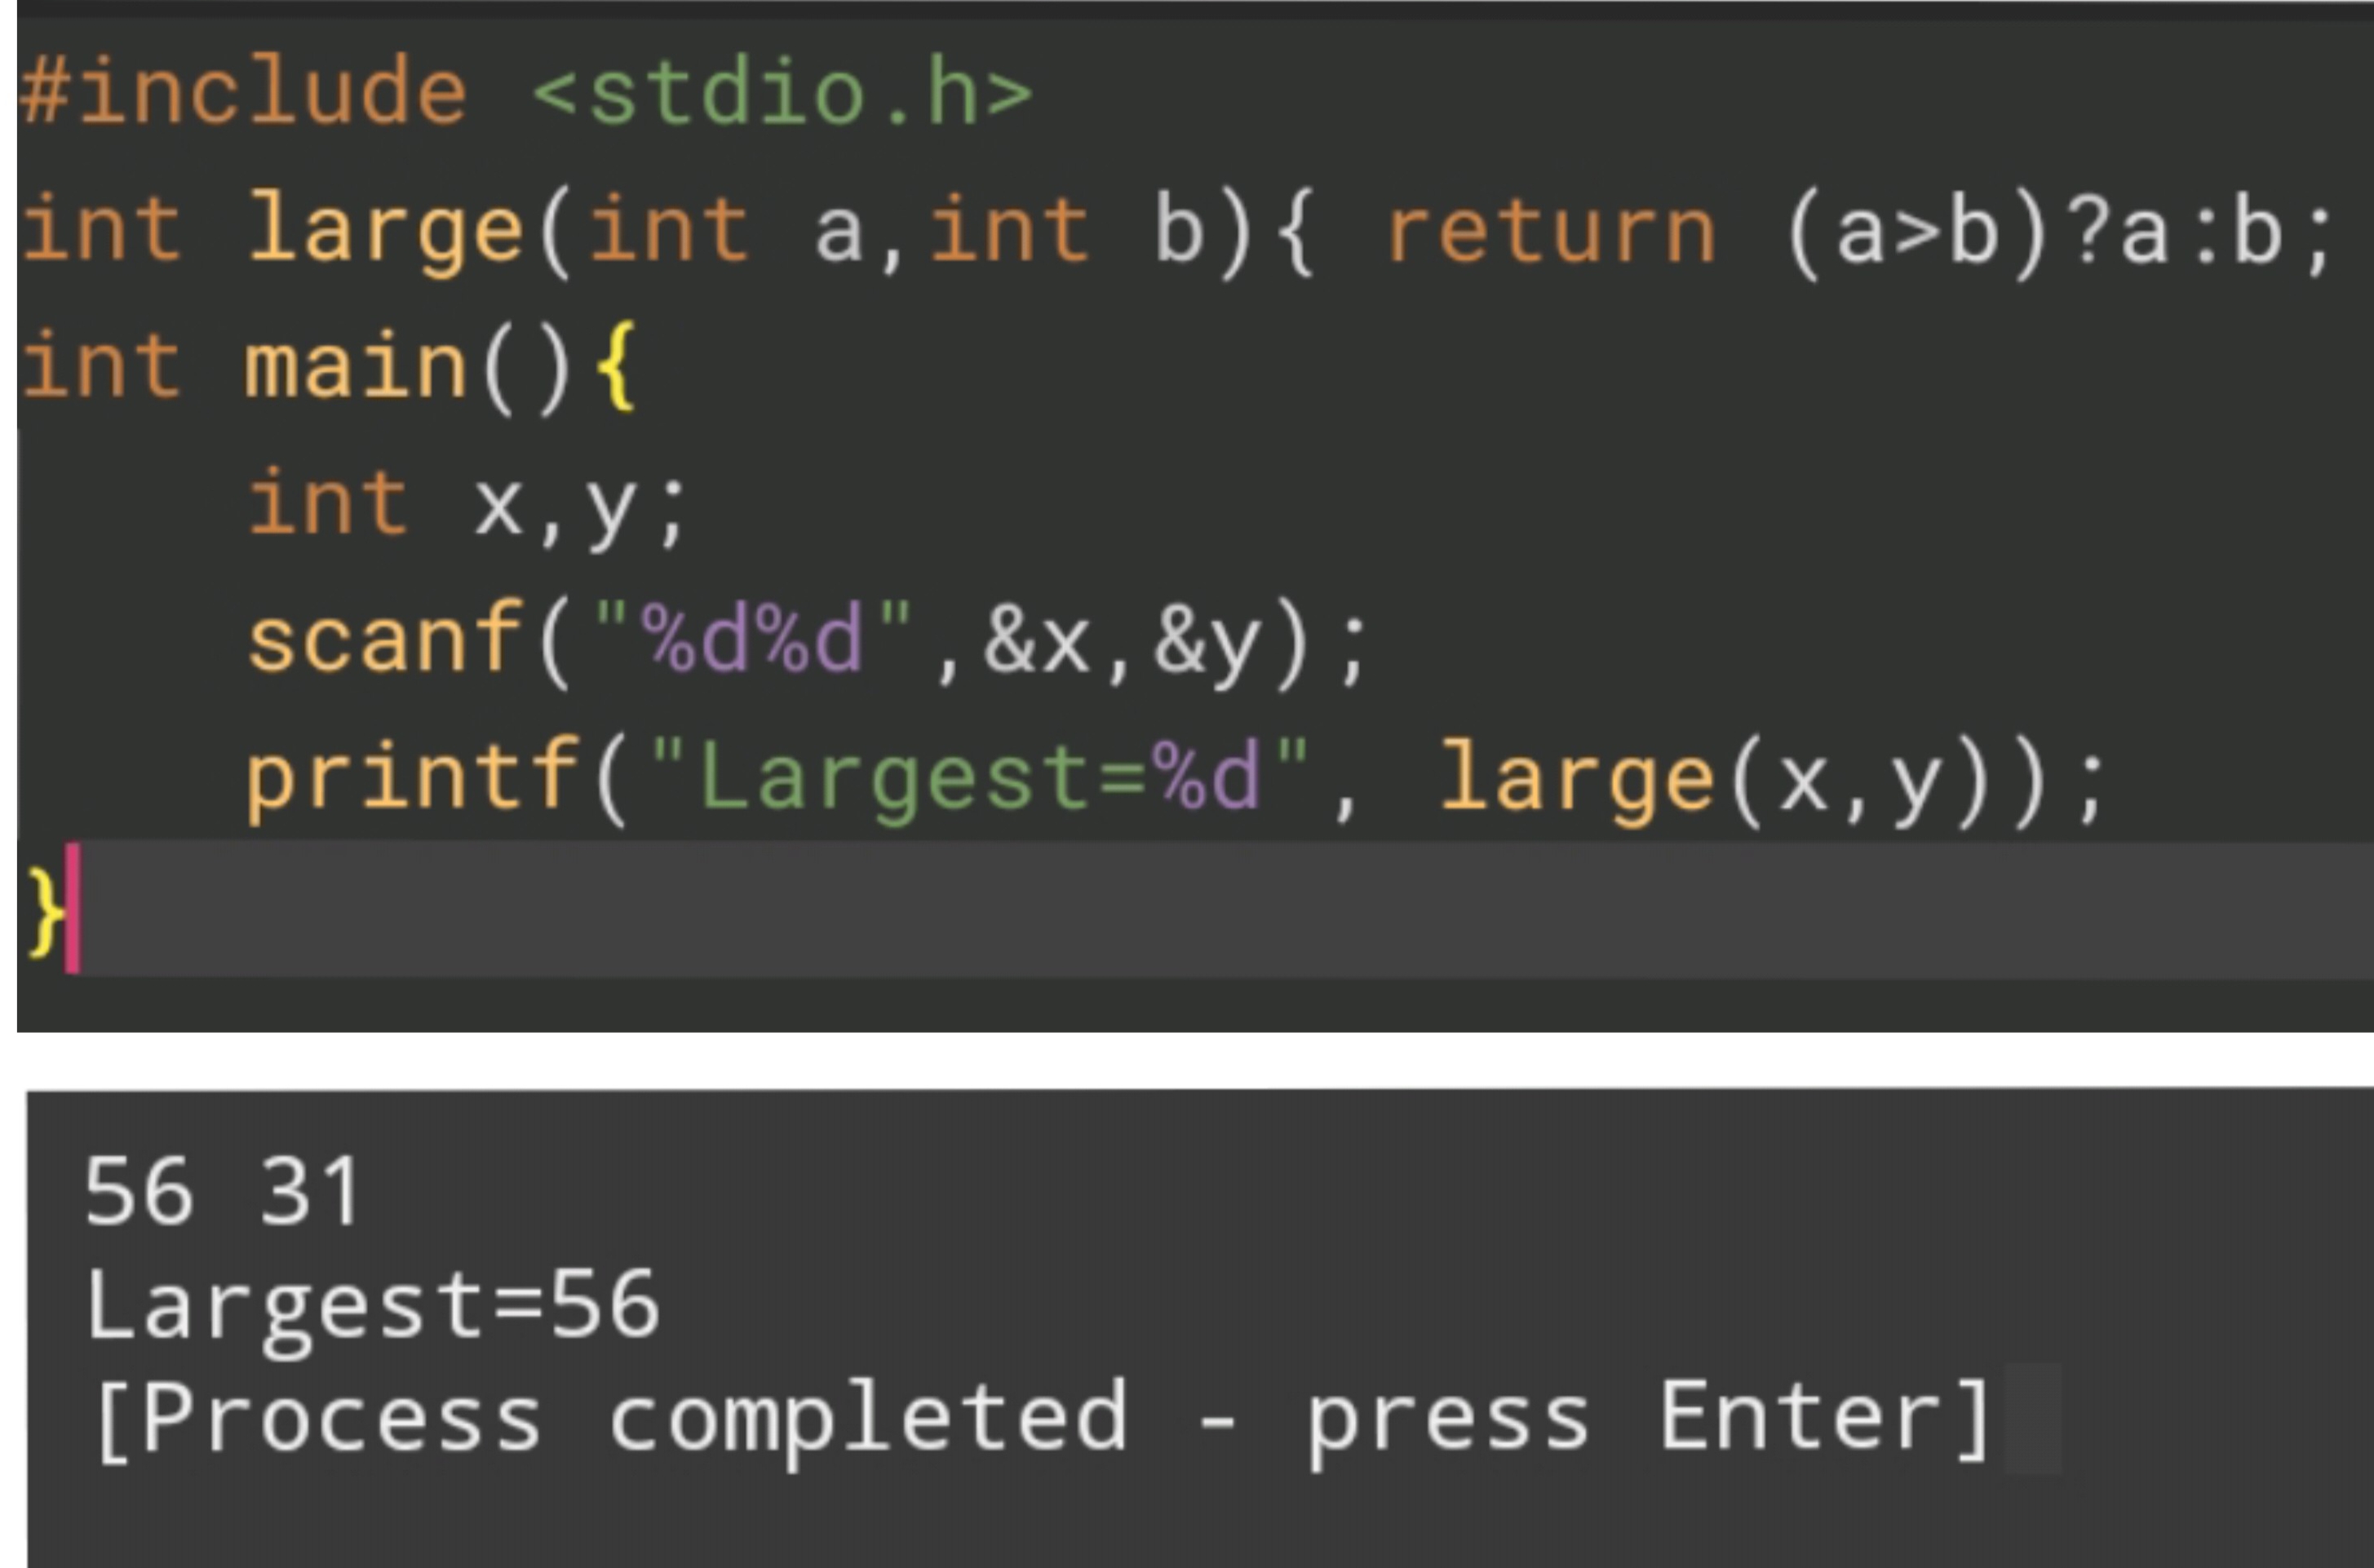 #include <stdio.h>
int large(int a,int b){ return (a>b)?a:b;
int main(){
    int x,y;
    scanf("%d%d",&x,&y);
    printf("Largest=%d", large(x,y));
}
56 31
Largest=56
[Process completed - press Enter]